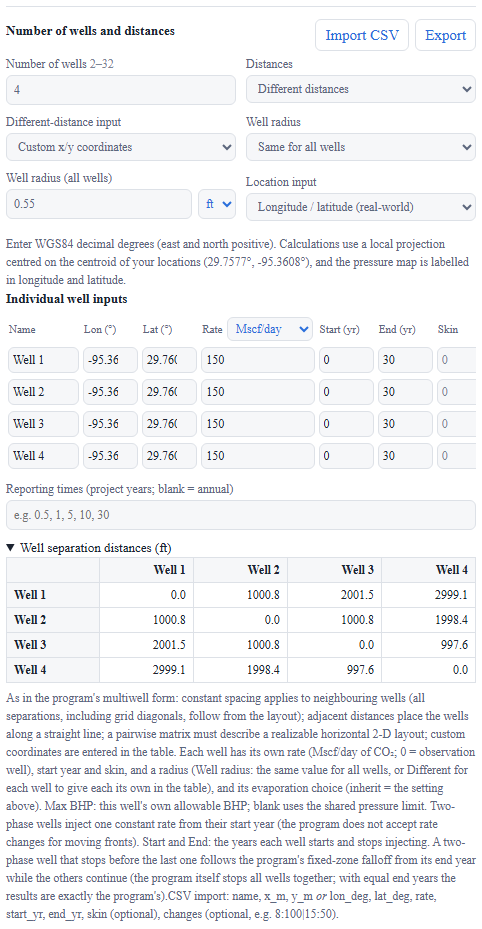 Number of wells and distances
Import CSV
Export
Number of wells 2–32
Distances
4
Different distances
Different-distance input
Well radius
Custom x/y coordinates
Same for all wells
Well radius (all wells)
Location input
0.55
ft
Longitude / latitude (real-world)
Enter WGS84 decimal degrees (east and north positive). Calculations use a local projection
centred on the centroid of your locations (29.7577°, -95.3608°), and the pressure map is labelled
in longitude and latitude.
Individual well inputs
Name Lon (°) Lat (°) Rate Mscf/day Start (yr) End (yr) Skin
Well 1 -95.36 29.760 150 0 30 0
Well 2 -95.36 29.760 150 0 30 0
Well 3 -95.36 29.760 150 0 30 0
Well 4 -95.36 29.760 150 0 30 0
Reporting times (project years; blank = annual)
e.g. 0.5, 1, 5, 10, 30
▼ Well separation distances (ft)
Well 1 Well 2 Well 3 Well 4
Well 1 0.0 1000.8 2001.5 2999.1
Well 2 1000.8 0.0 1000.8 1998.4
Well 3 2001.5 1000.8 0.0 997.6
Well 4 2999.1 1998.4 997.6 0.0
As in the program's multiwell form: constant spacing applies to neighbouring wells (all
separations, including grid diagonals, follow from the layout); adjacent distances place the wells
along a straight line; a pairwise matrix must describe a realizable horizontal 2-D layout; custom
coordinates are entered in the table. Each well has its own rate (Mscf/day of CO₂; 0 = observation
well), start year and skin, and a radius (Well radius: the same value for all wells, or Different for
each well to give each its own in the table), and its evaporation choice (inherit = the setting
above). Max BHP: this well's own allowable BHP; blank uses the shared pressure limit. Two-
phase wells inject one constant rate from their start year (the program does not accept rate
changes for moving fronts). Start and End: the years each well starts and stops injecting. A two-
phase well that stops before the last one follows the program's fixed-zone falloff from its end year
while the others continue (the program itself stops all wells together; with equal end years the
results are exactly the program's).CSV import: name, x_m, y_m or lon_deg, lat_deg, rate,
start_yr, end_yr, skin (optional), changes (optional, e.g. 8:100|15:50).